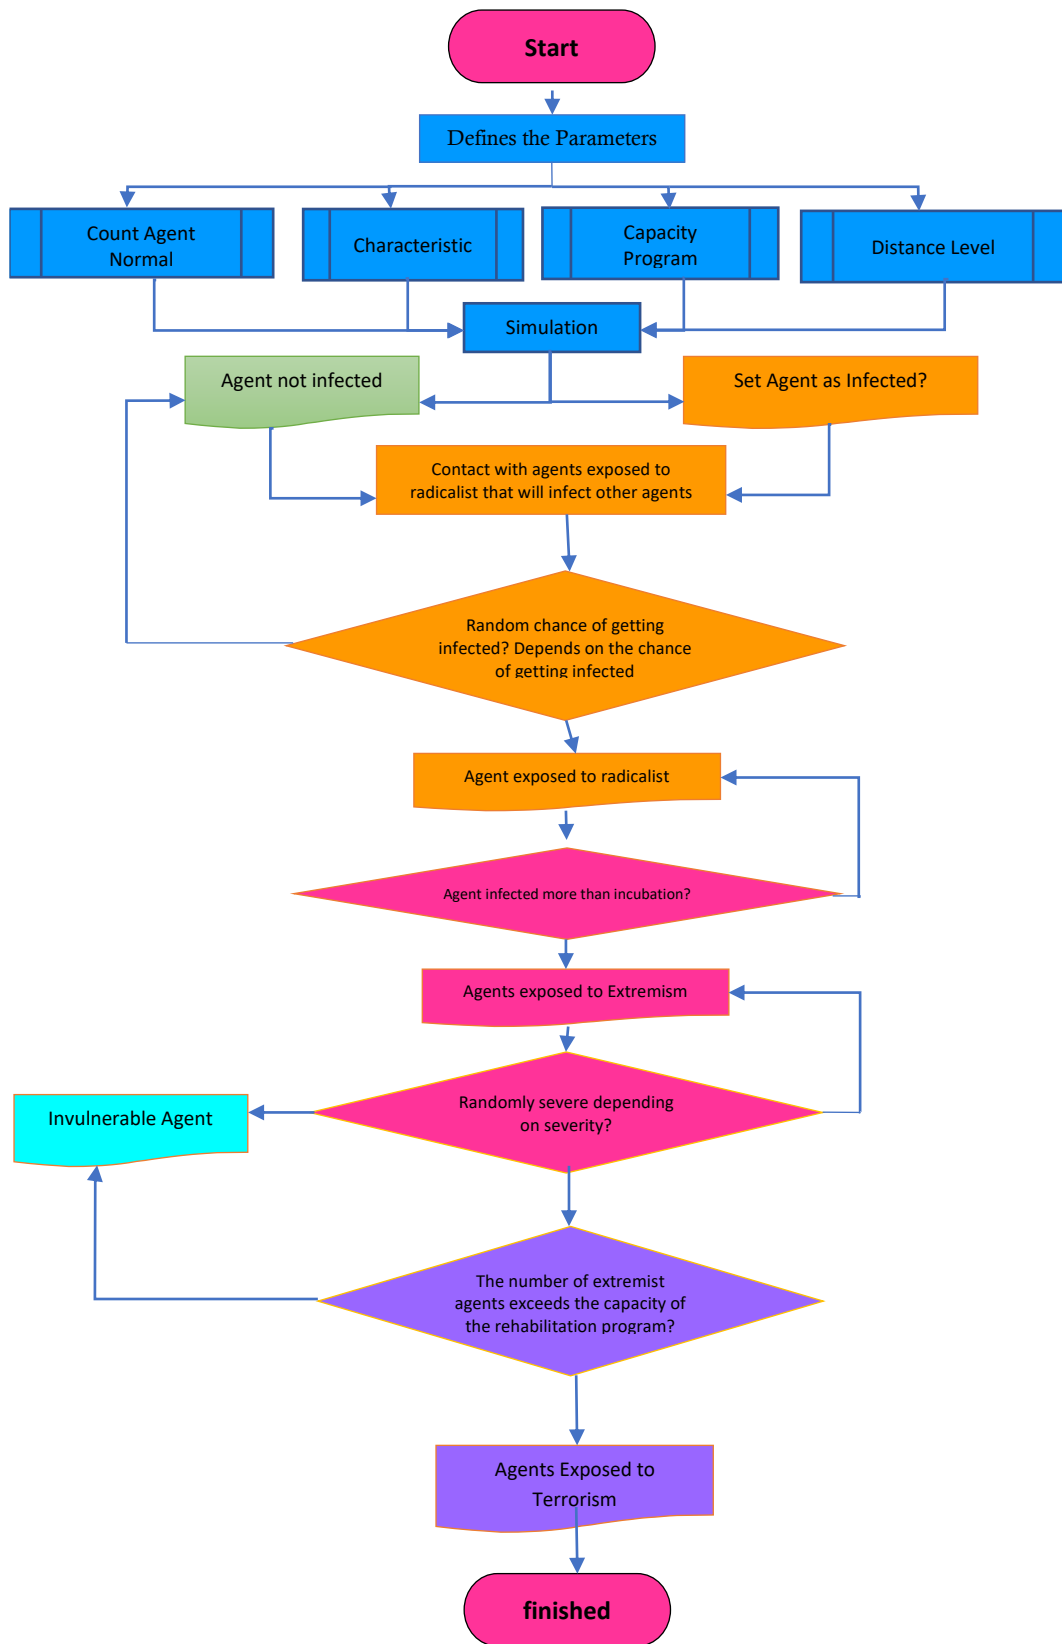 Start
Defines the Parameters
Count Agent
Normal
Characteristic
Capacity
Program
Distance Level
Simulation
Agent not infected
Set Agent as Infected?
Contact with agents exposed to
radicalist that will infect other agents
Random chance of getting
infected? Depends on the chance
of getting infected
Agent exposed to radicalist
Agent infected more than incubation?
Agents exposed to Extremism
Randomly severe depending
on severity?
Invulnerable Agent
The number of extremist
agents exceeds the capacity of
the rehabilitation program?
Agents Exposed to
Terrorism
finished